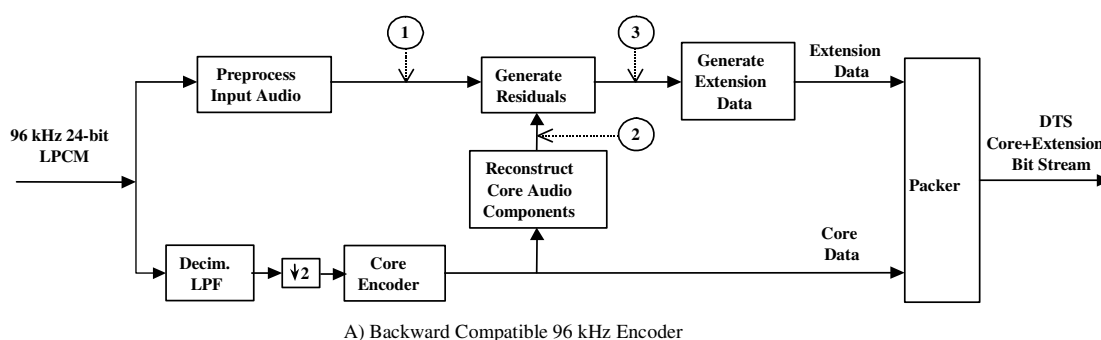 1
3
Preprocess
Input Audio
Generate
Residuals
Generate
Extension
Data
Extension
Data
96 kHz 24-bit
LPCM
2
DTS
Core+Extension
Bit Stream
Reconstruct
Core Audio
Components
Packer
Decim.
LPF
2
Core
Encoder
Core
Data
A) Backward Compatible 96 kHz Encoder